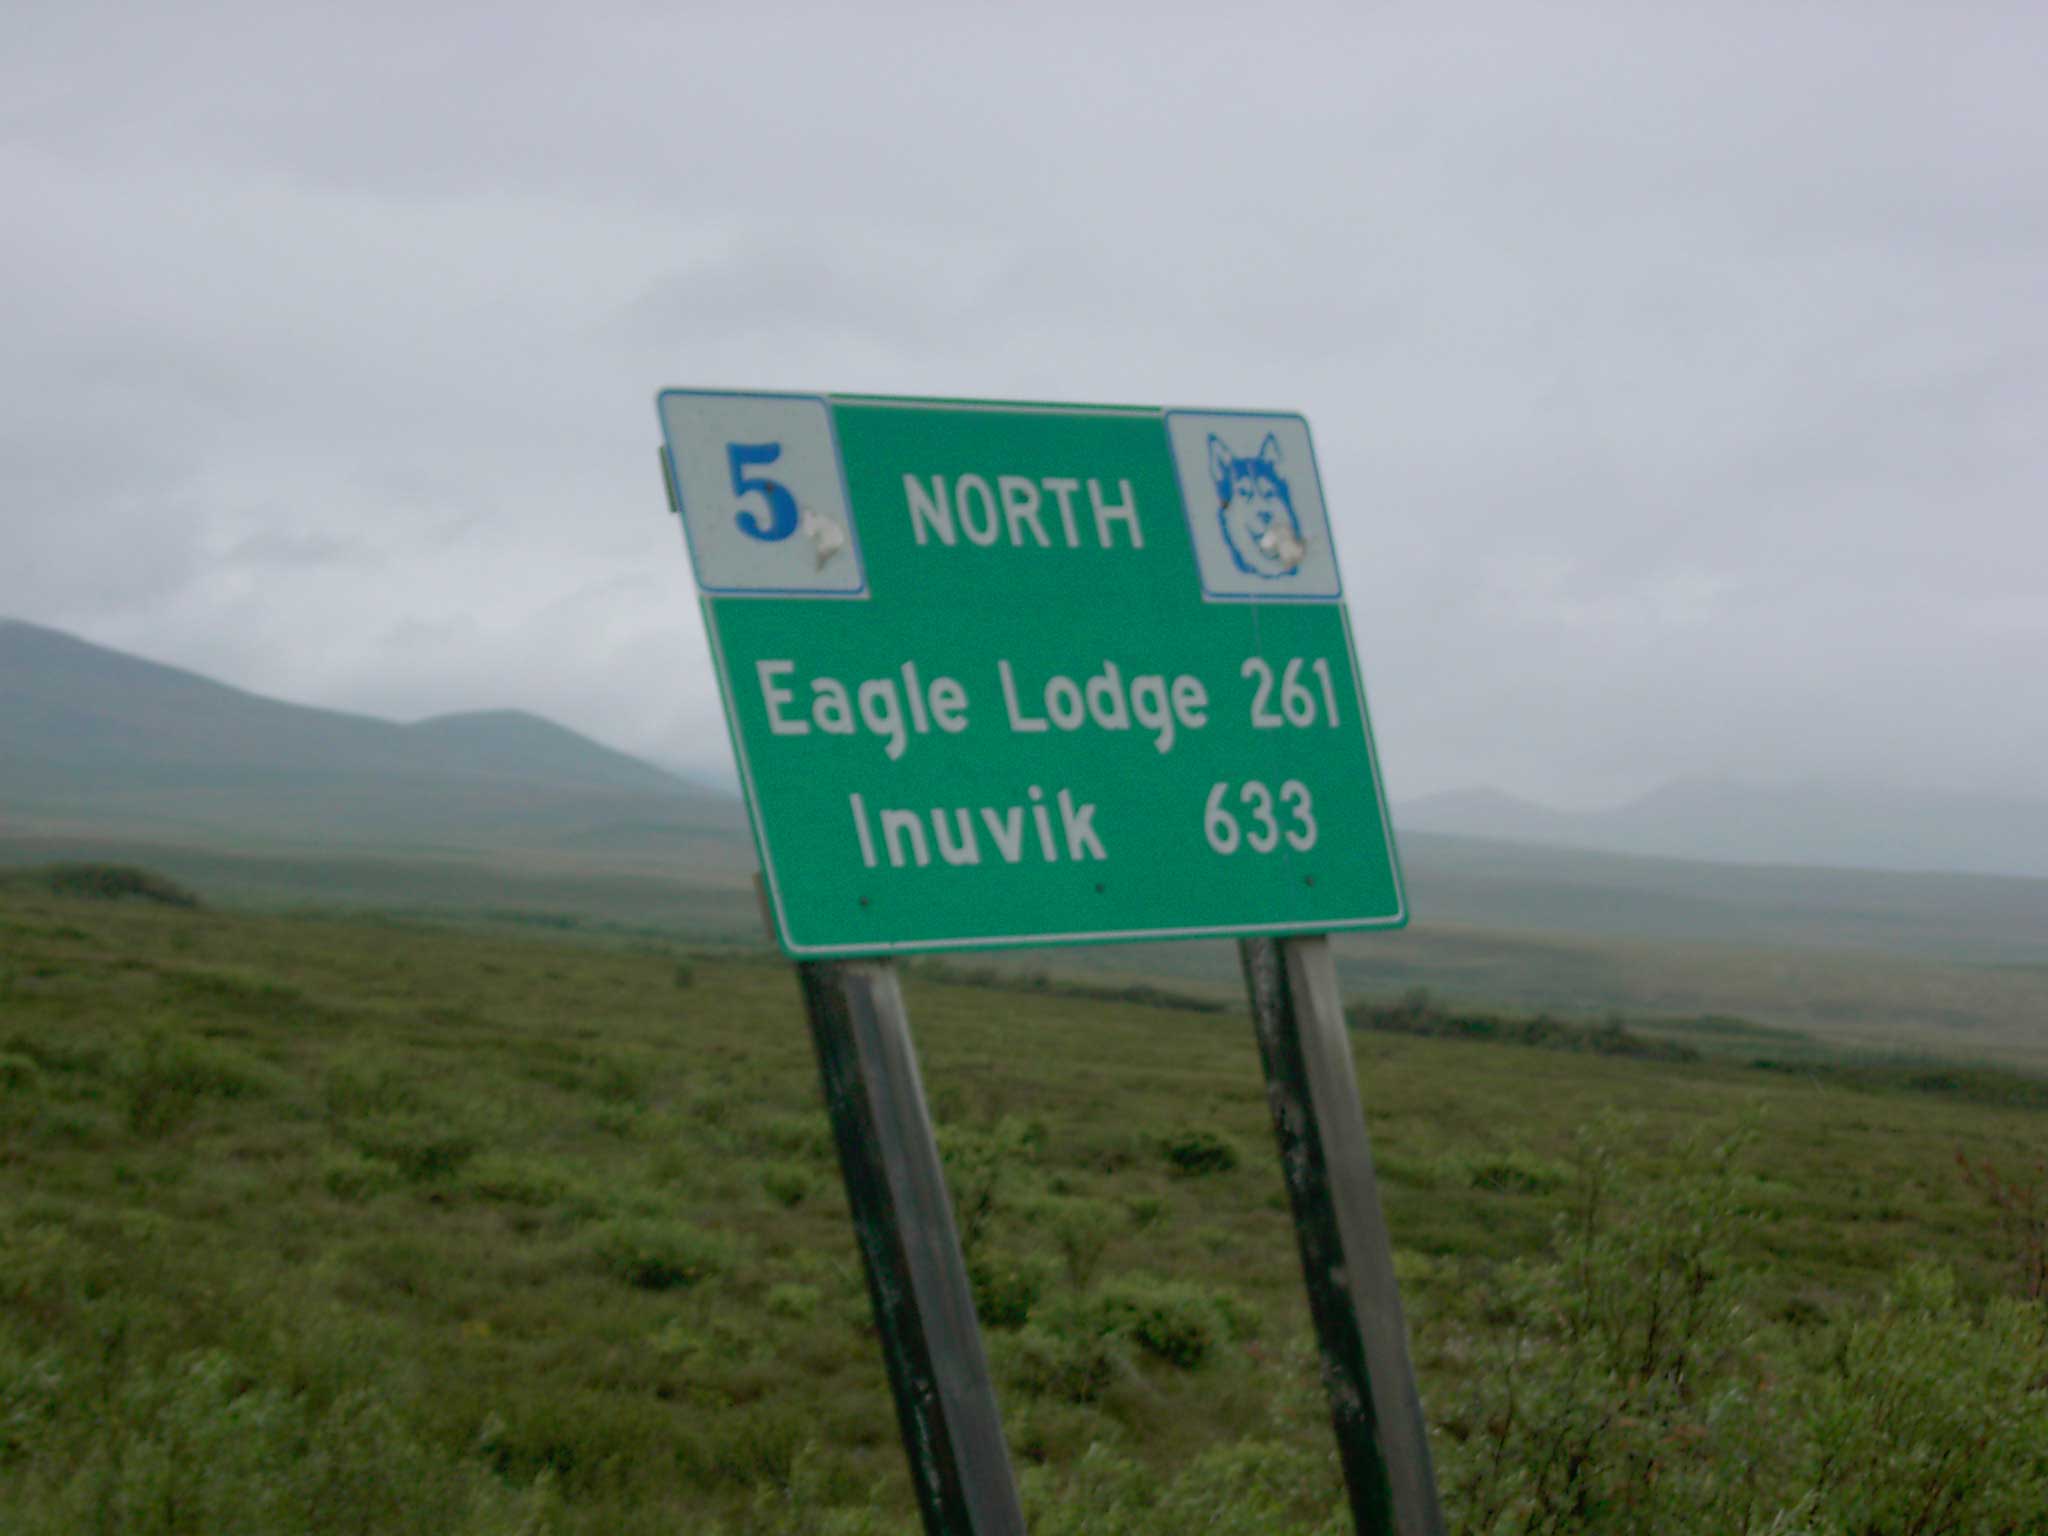 5 NORTH
Eagle Lodge 261
Inuvik 633